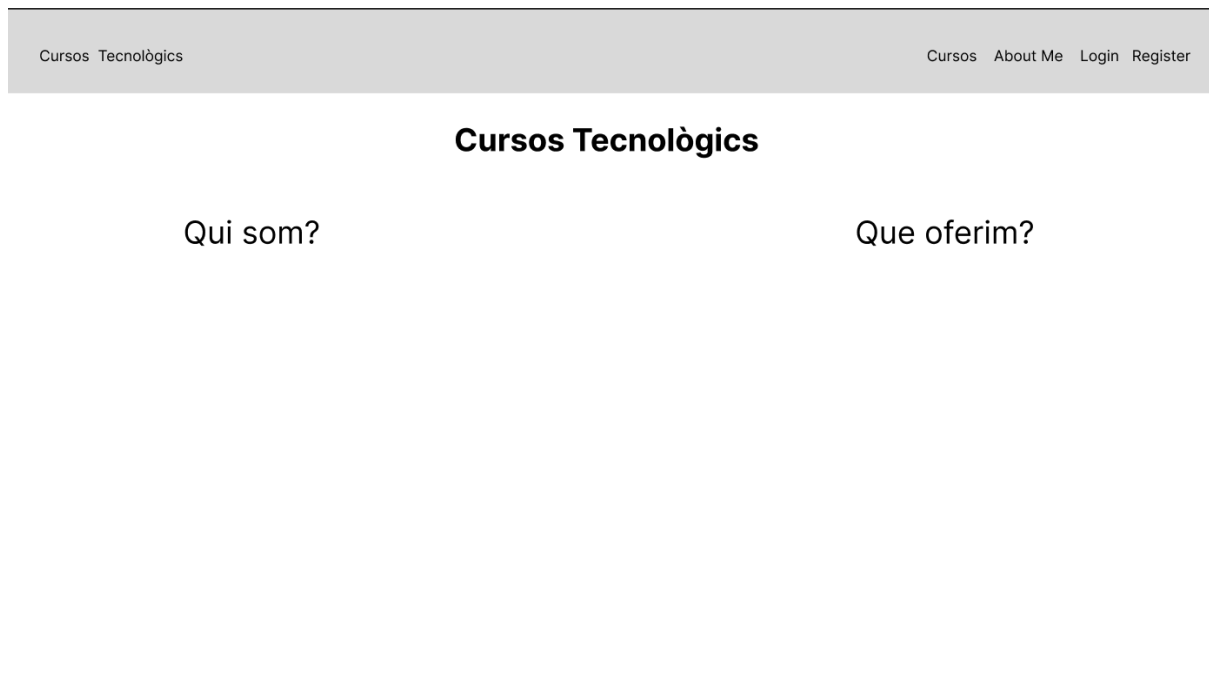 Cursos Tecnològics
Cursos About Me Login Register
Cursos Tecnològics
Qui som?
Que oferim?